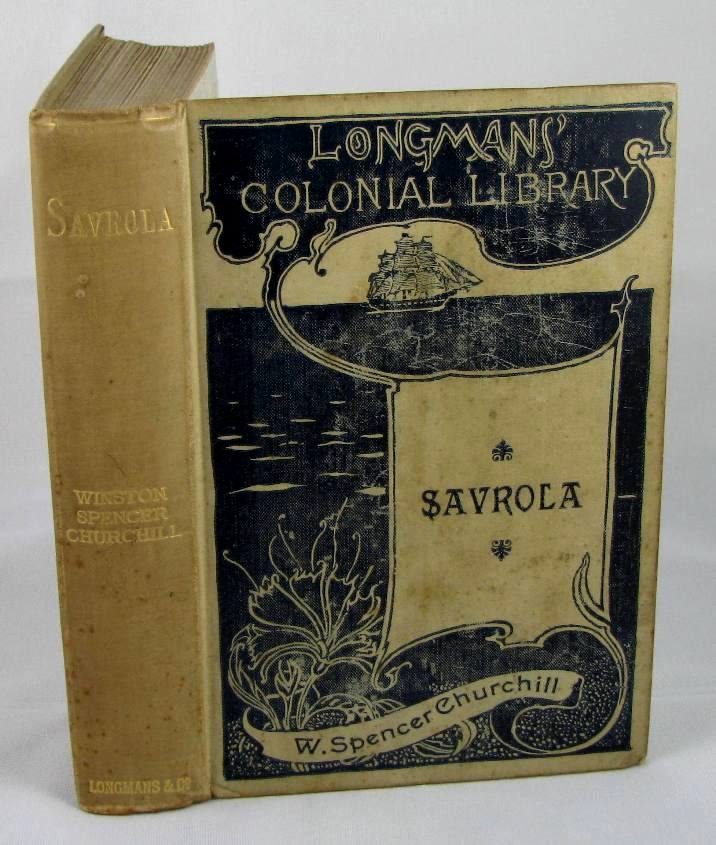 SAVROLA
WINSTON
SPENCER
CHURCHILL
LONGMANS & Co
LONGMANS'
COLONIAL LIBRARY
SAVROLA
W. Spencer Churchill